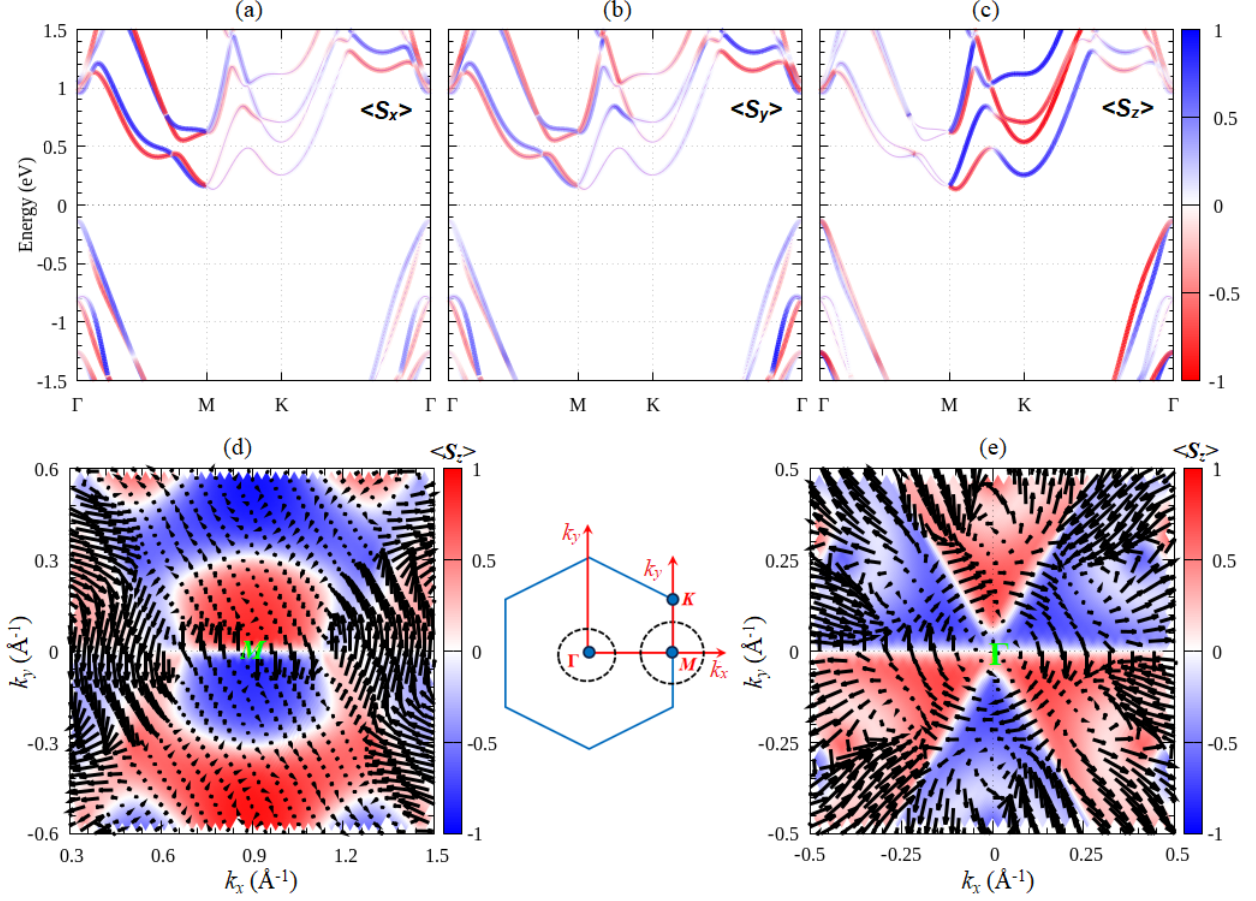 (a)
(b)
(c)
1.5
1
0.5
0
-0.5
-1
-1.5
Energy (eV)
<Sx>
<Sy>
<Sz>
1
0.5
0
-0.5
-1
Γ M K Γ
Γ M K Γ
Γ M K Γ
(d)
<Sz>
0.6
0.3
0
-0.3
-0.6
ky (Å-1)
M
0.3 0.6 0.9 1.2 1.5
kx (Å-1)
1
0.5
0
-0.5
-1
ky
ky
K
Γ
M
kx
(e)
<Sz>
0.5
0.25
0
-0.25
-0.5
ky (Å-1)
Γ
-0.5 -0.25 0 0.25 0.5
kx (Å-1)
1
0.5
0
-0.5
-1